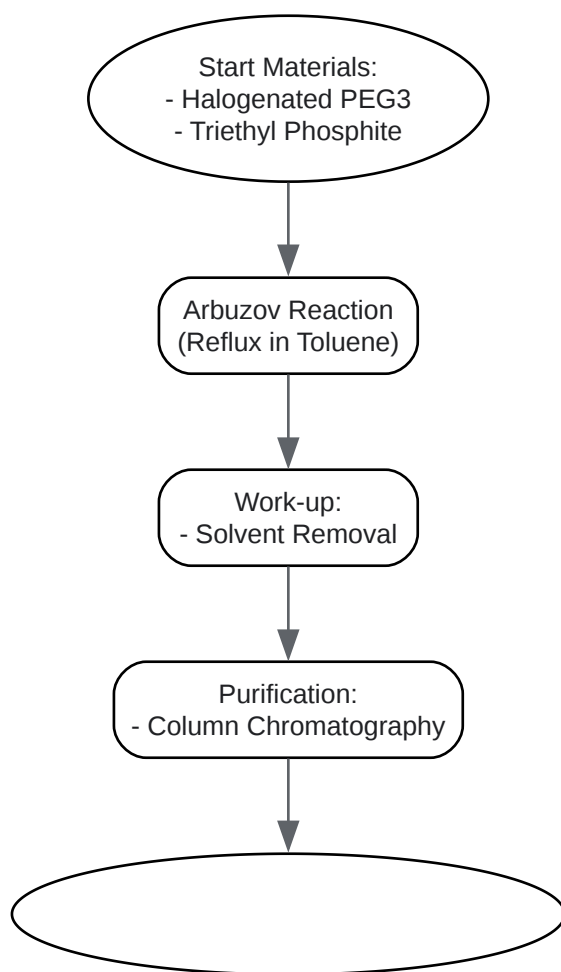 Start Materials:
- Halogenated PEG3
- Triethyl Phosphite
Arbuzov Reaction
(Reflux in Toluene)
Work-up:
- Solvent Removal
Purification:
- Column Chromatography